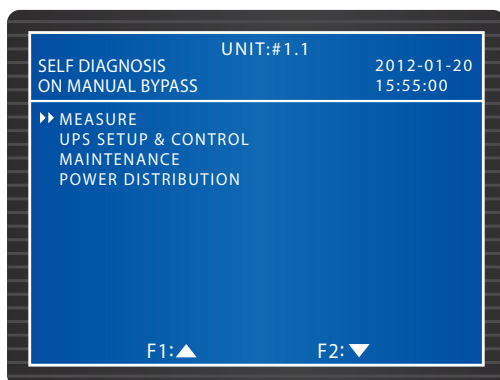 UNIT:#1.1
SELF DIAGNOSIS 2012-01-20
ON MANUAL BYPASS 15:55:00
MEASURE
UPS SETUP & CONTROL
MAINTENANCE
POWER DISTRIBUTION
F1:▲ F2:▼